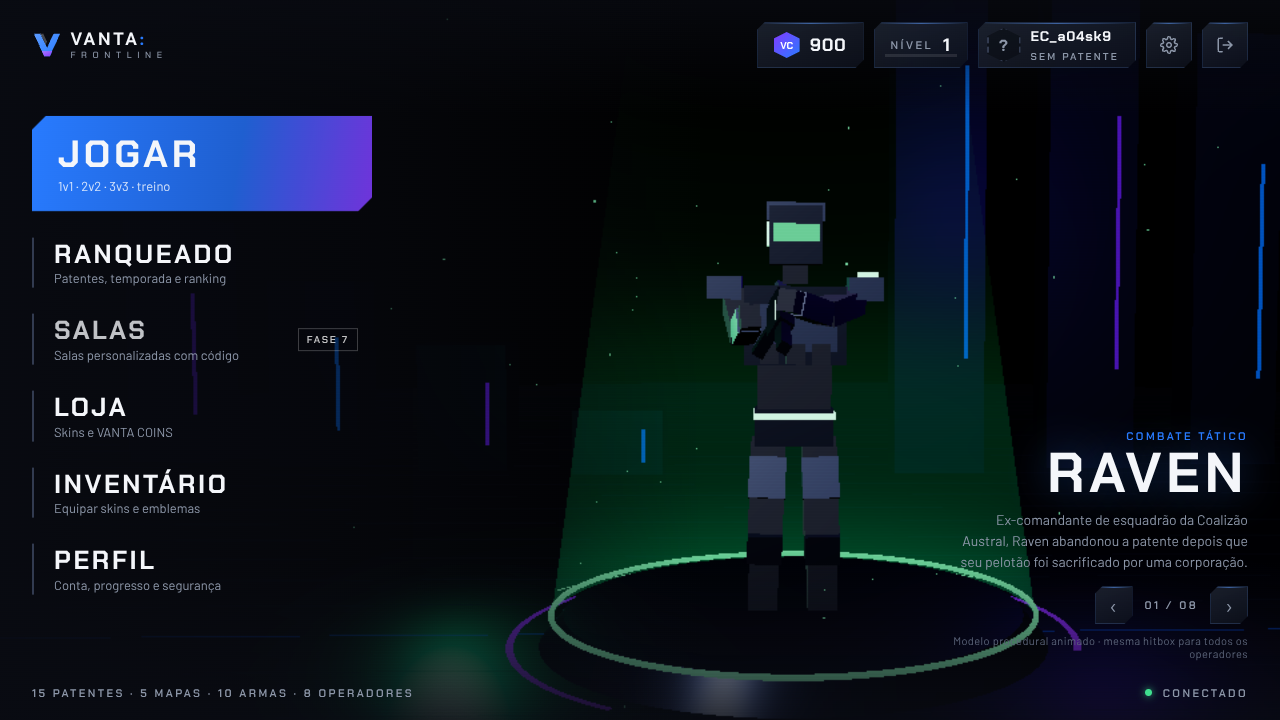 VANTA:
FRONTLINE
VC 900
NÍVEL 1
?
EC_a04sk9
SEM PATENTE
JOGAR
1v1 · 2v2 · 3v3 · treino
RANQUEADO
Patentes, temporada e ranking
SALAS
Salas personalizadas com código
FASE 7
LOJA
Skins e VANTA COINS
INVENTÁRIO
Equipar skins e emblemas
PERFIL
Conta, progresso e segurança
COMBATE TÁTICO
RAVEN
Ex-comandante de esquadrão da Coalizão
Austral, Raven abandonou a patente depois que
seu pelotão foi sacrificado por uma corporação.
‹ 01 / 08 ›
Modelo procedural animado · mesma hitbox para todos os
operadores
15 PATENTES · 5 MAPAS · 10 ARMAS · 8 OPERADORES
CONECTADO